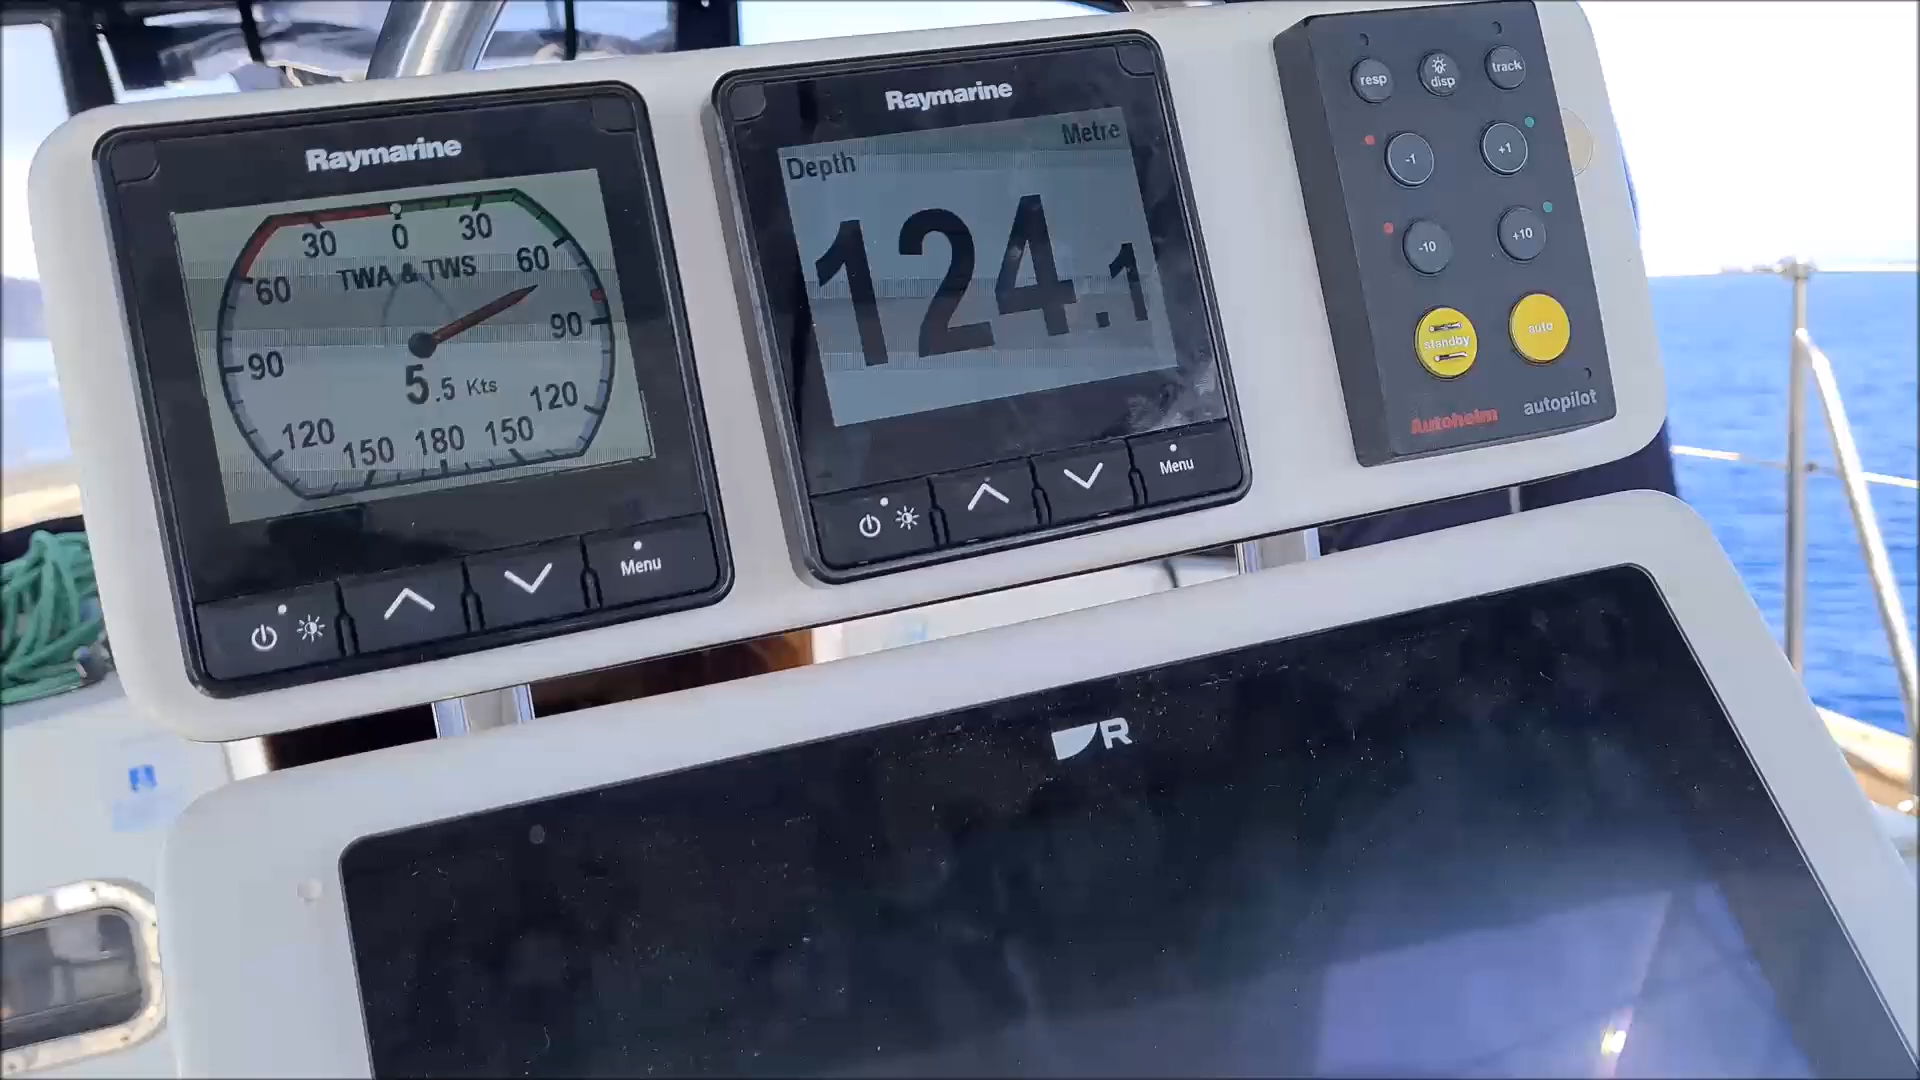 Raymarine
30 0 30
60 TWA & TWS 60
90 90
5.5 Kts
120 120
150 180 150
Menu
Raymarine
Depth Metre
124.1
Menu
resp disp track
-1 +1
-10 +10
standby auto
Autohelm autopilot
R